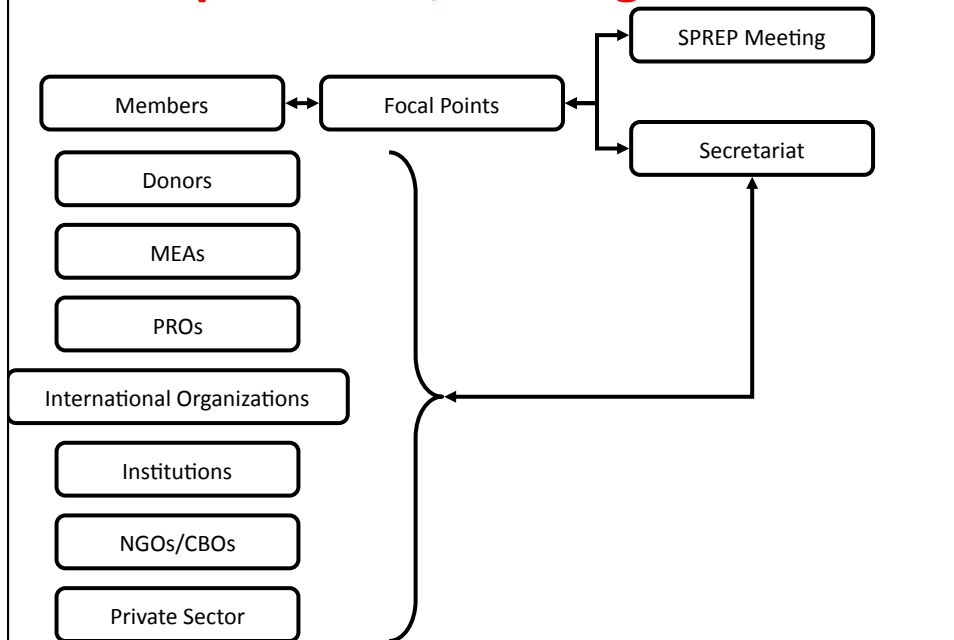 SPREP Meeting
Members
Focal Points
Secretariat
Donors
MEAs
PROs
International Organizations
Institutions
NGOs/CBOs
Private Sector